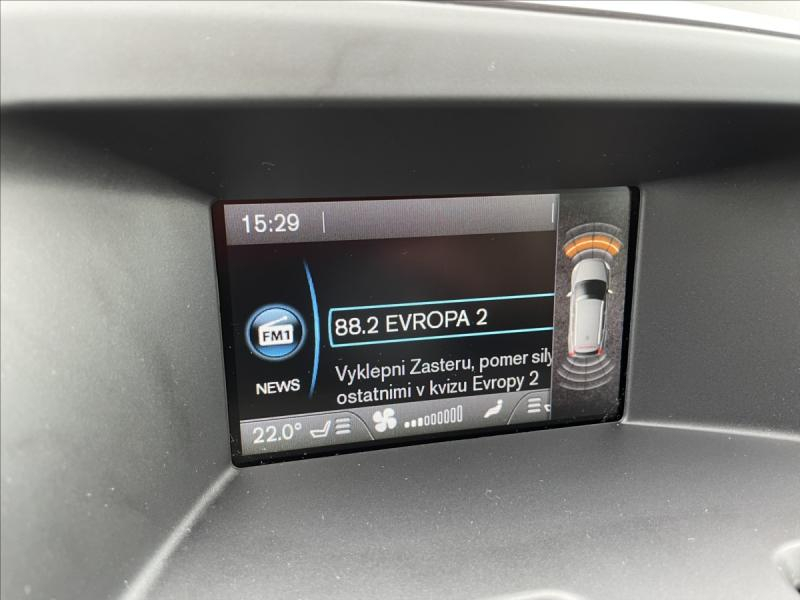 15:29
88.2 EVROPA 2
FM1
Vyklepni Zasteru, pomer sily
ostatnimi v kvizu Evropy 2
NEWS
22.0°